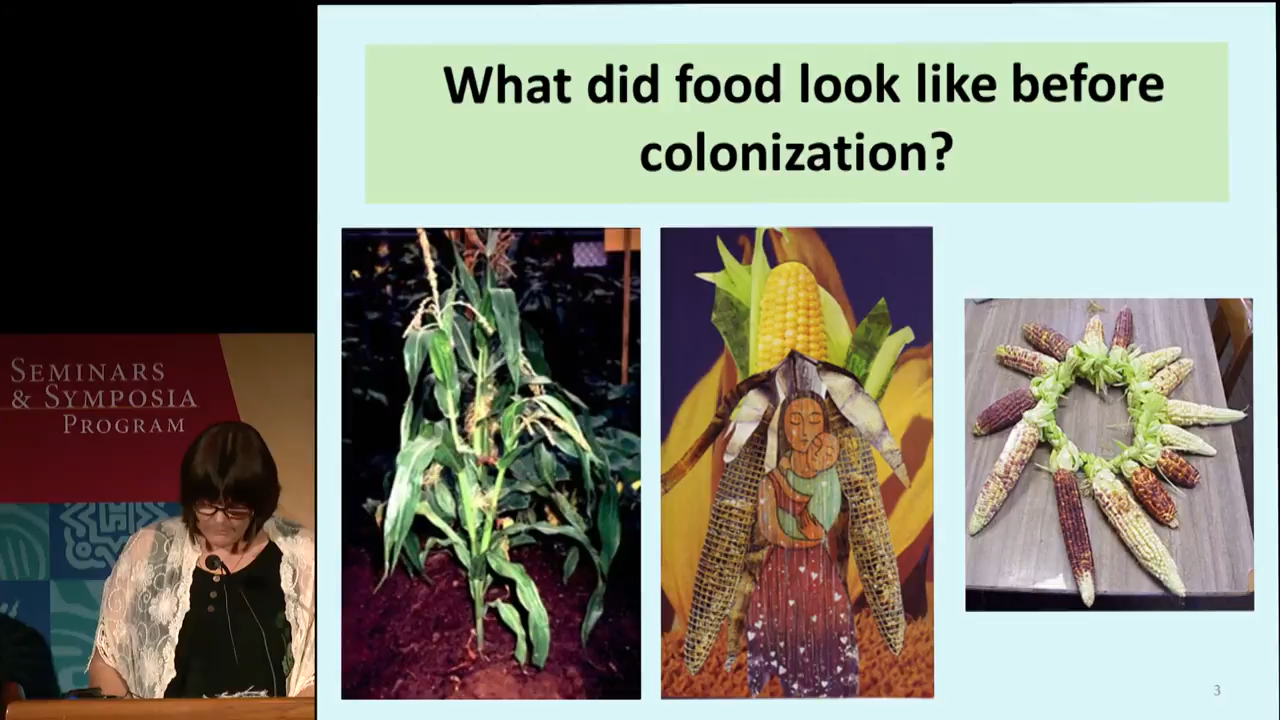 What did food look like before
colonization?
SEMINARS
& SYMPOSIA
PROGRAM
3